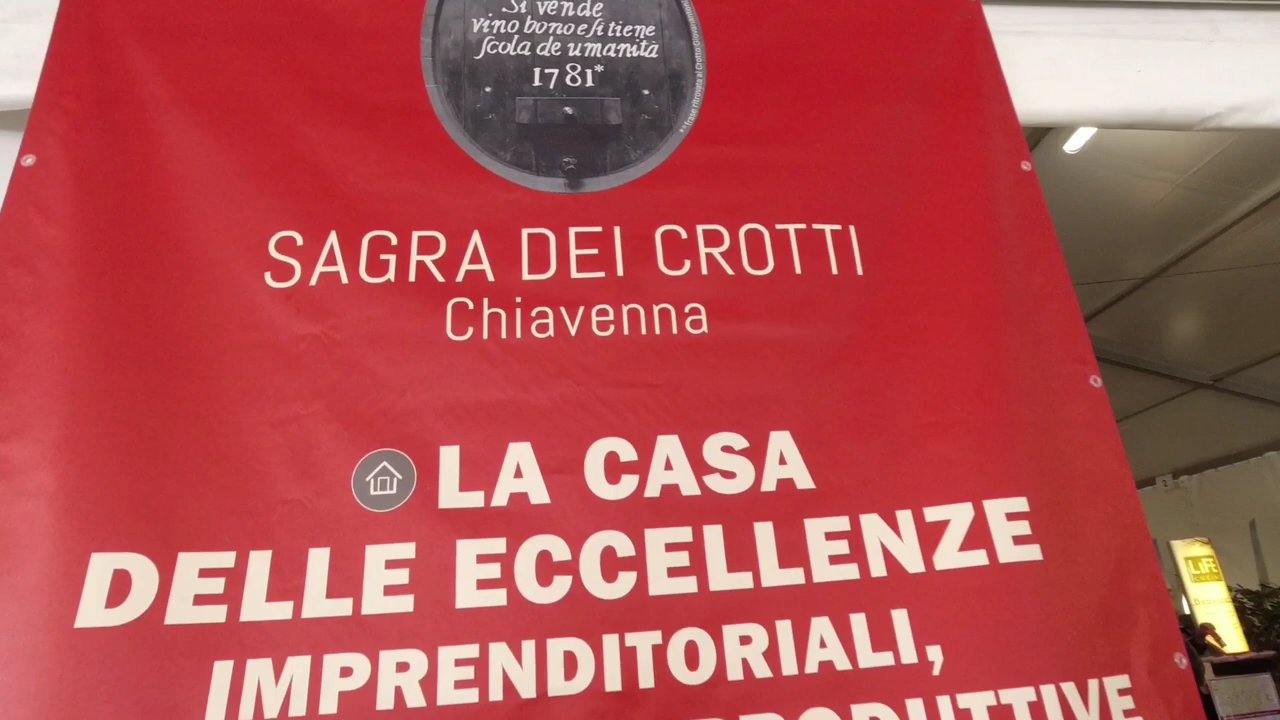 Si vende
vino bono e si tiene
scola de umanità
1781*
SAGRA DEI CROTTI
Chiavenna
LA CASA
DELLE ECCELLENZE
IMPRENDITORIALI,
PRODUTTIVE
LIFE